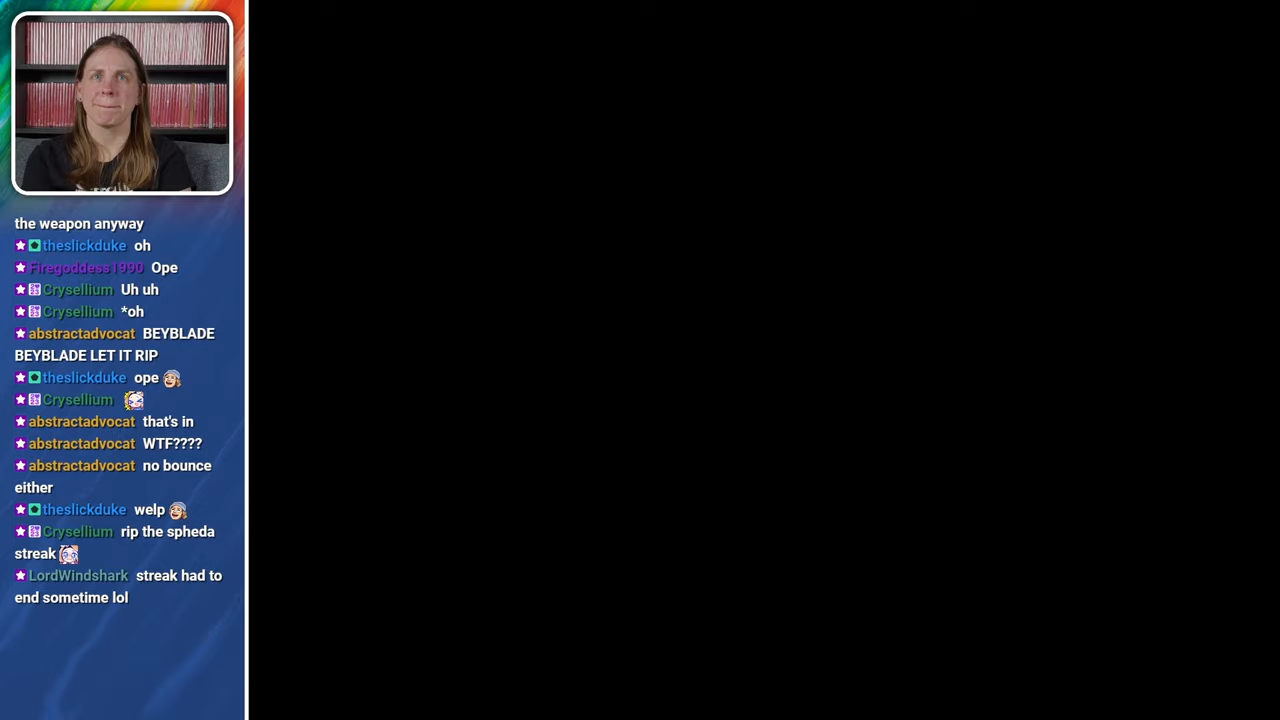 the weapon anyway
theslickduke oh
Firegoddess1990 Ope
Crysellium Uh uh
Crysellium *oh
abstractadvocat BEYBLADE
BEYBLADE LET IT RIP
theslickduke ope
Crysellium
abstractadvocat that's in
abstractadvocat WTF????
abstractadvocat no bounce
either
theslickduke welp
Crysellium rip the spheda
streak
LordWindshark streak had to
end sometime lol